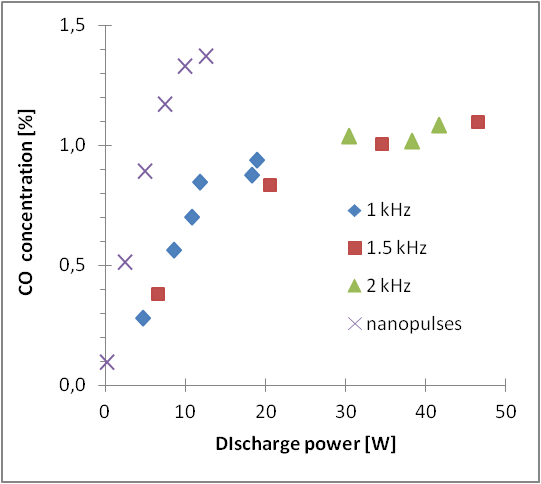 1,5
1,0
0,5
0,0
CO concentration [%]
1 kHz
1.5 kHz
2 kHz
nanopulses
0 10 20 30 40 50
DIscharge power [W]